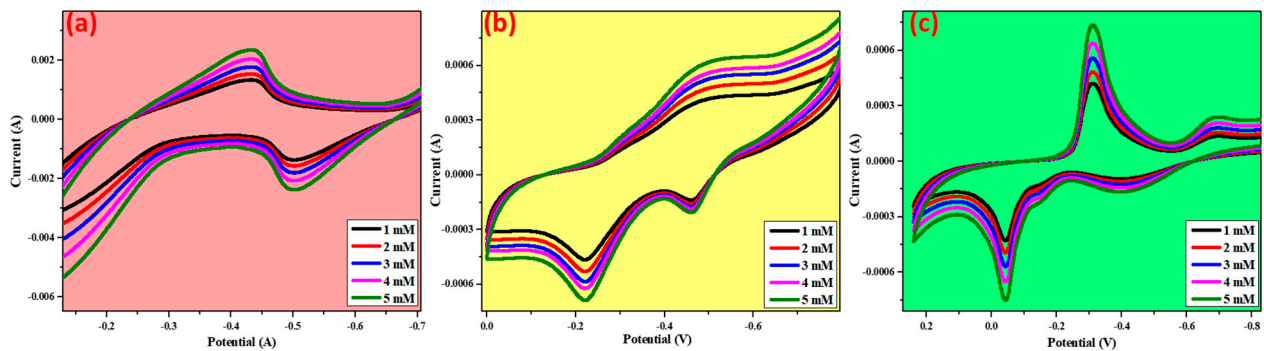 (a)
Current (A)
0.002
0.000
-0.002
-0.004
-0.006
1 mM
2 mM
3 mM
4 mM
5 mM
-0.2 -0.3 -0.4 -0.5 -0.6 -0.7
Potential (A)
(b)
Current (A)
0.0006
0.0003
0.0000
-0.0003
-0.0006
1 mM
2 mM
3 mM
4 mM
5 mM
0.0 -0.2 -0.4 -0.6
Potential (V)
(c)
Current (A)
0.0006
0.0003
0.0000
-0.0003
-0.0006
1 mM
2 mM
3 mM
4 mM
5 mM
0.2 0.0 -0.2 -0.4 -0.6 -0.8
Potential (V)